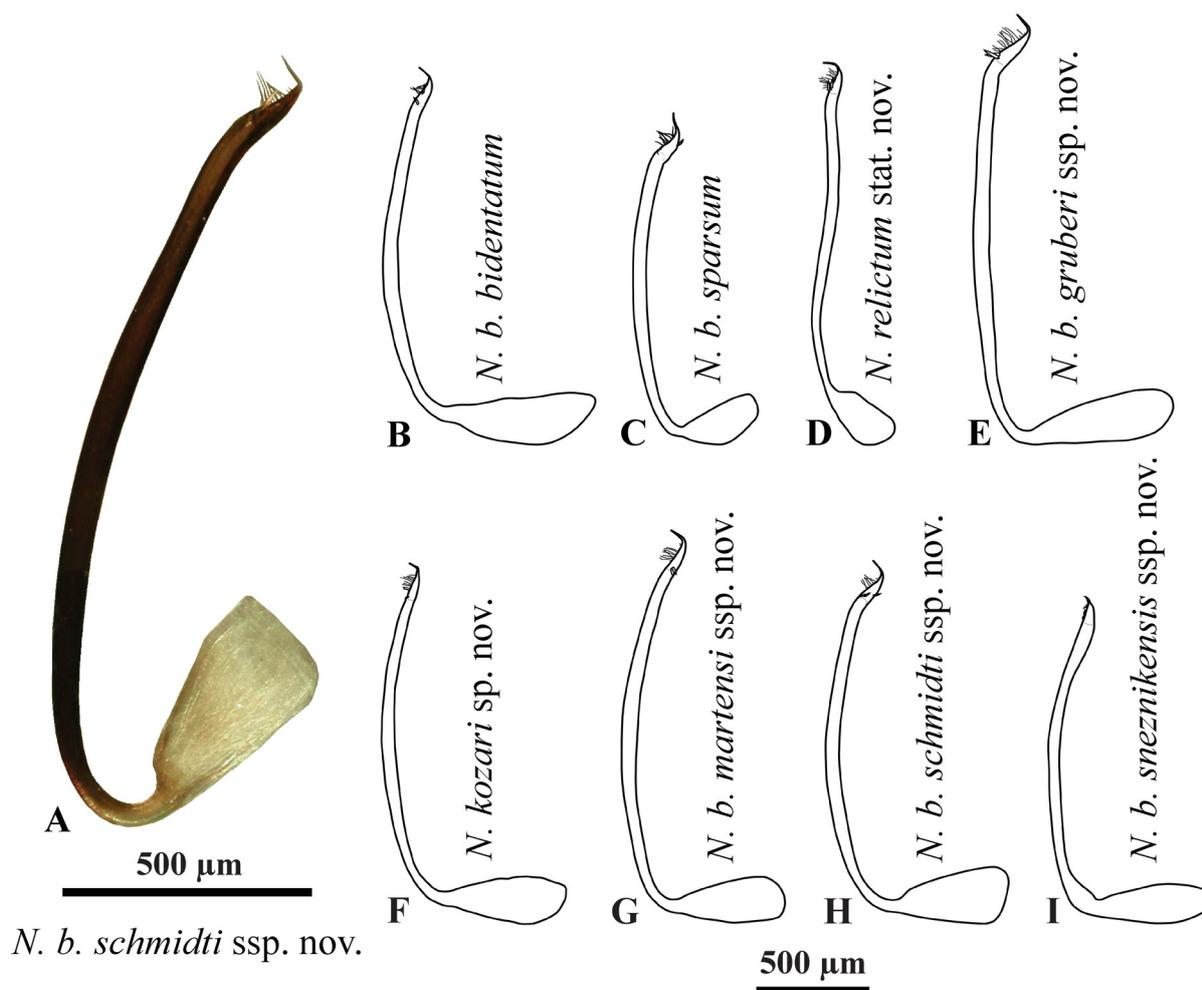 A
500 µm
N. b. schmidti ssp. nov.
B
N. b. bidentatum
C
N. b. sparsum
D
N. relictum stat. nov.
E
N. b. gruberi ssp. nov.
F
N. kozari sp. nov.
G
N. b. martensi ssp. nov.
H
N. b. schmidti ssp. nov.
I
N. b. sneznikensis ssp. nov.
500 µm